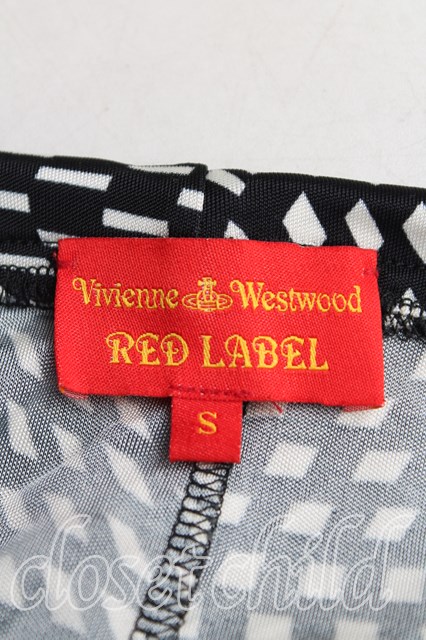 Vivienne Westwood
RED LABEL
S
closet child